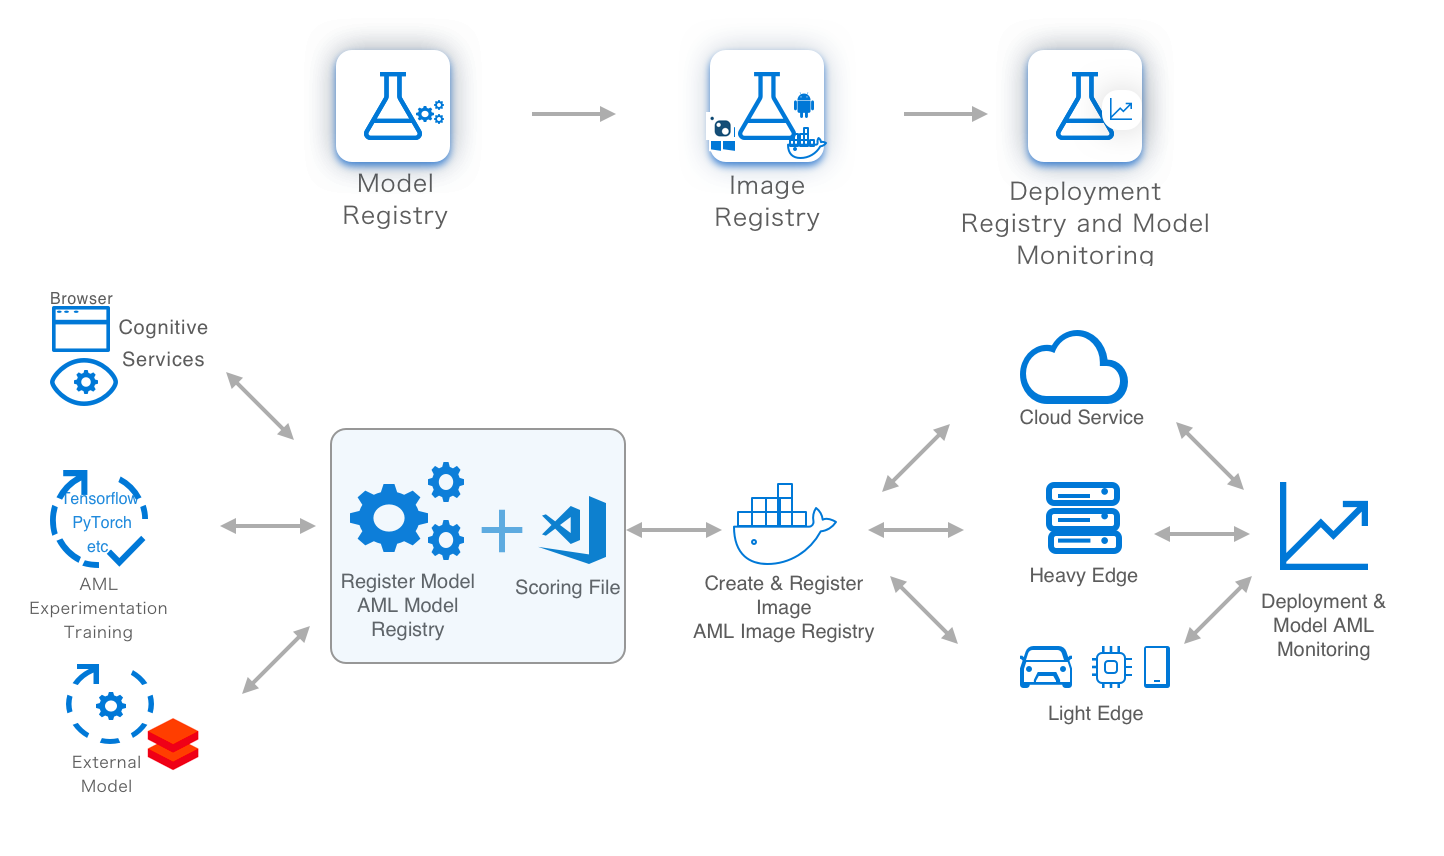 Model
Registry
Image
Registry
Deployment
Registry and Model
Monitoring
Browser
Cognitive
Services
Tensorflow
PyTorch
etc
AML
Experimentation
Training
External
Model
Register Model
AML Model
Registry
Scoring File
Create & Register
Image
AML Image Registry
Cloud Service
Heavy Edge
Light Edge
Deployment &
Model AML
Monitoring